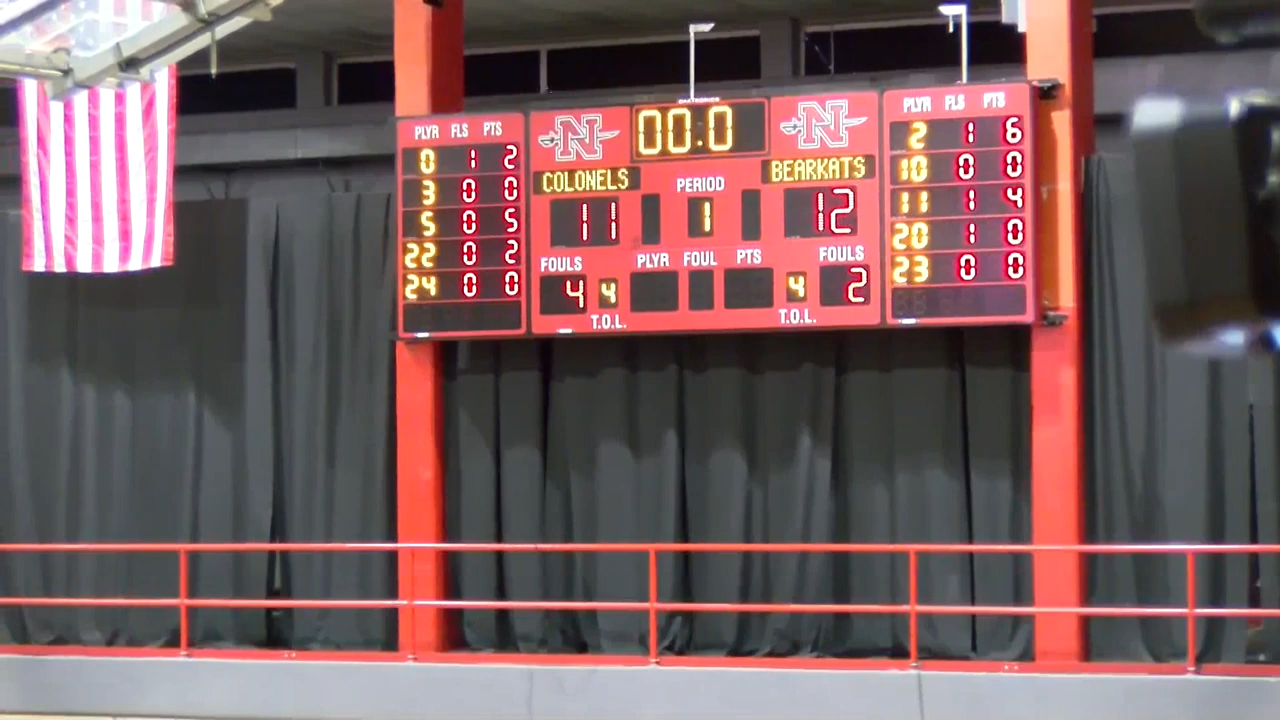 PLYR FLS PTS
0 1 2
3 0 0
5 0 5
22 0 2
24 0 0
N
00:0
N
COLONELS
BEARKATS
PERIOD
11
1
12
FOULS
PLYR FOUL PTS
FOULS
4 4
4 2
T.O.L.
T.O.L.
PLYR FLS PTS
2 1 6
10 0 0
11 1 4
20 1 0
23 0 0